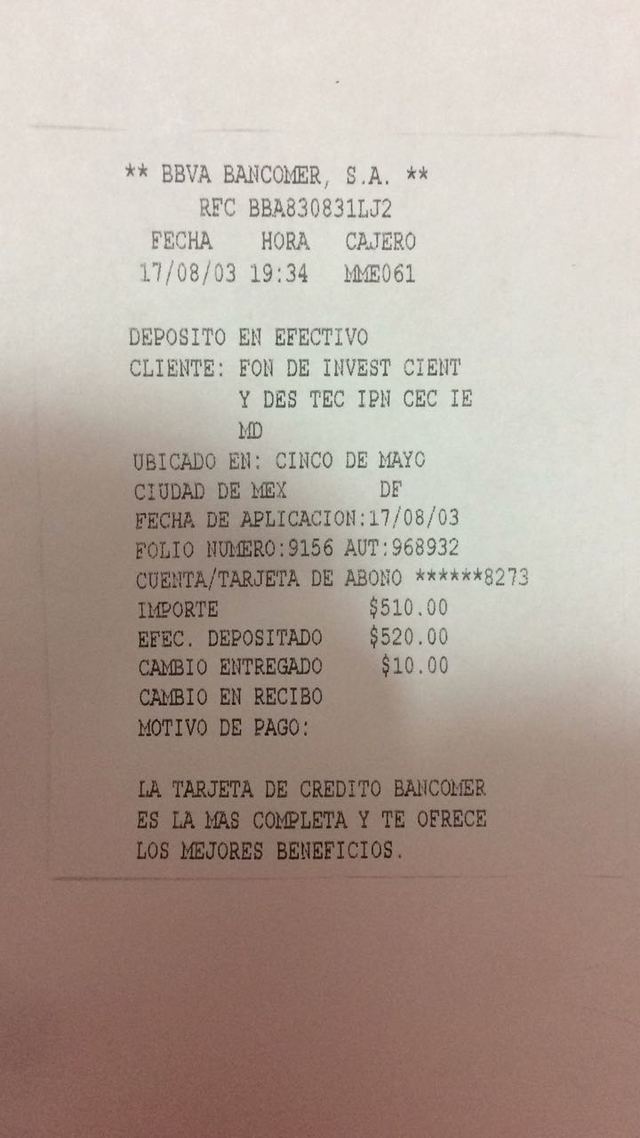 ** BBVA BANCOMER, S.A. **
RFC BBA830831LJ2
FECHA HORA CAJERO
17/08/03 19:34 MME061
DEPOSITO EN EFECTIVO
CLIENTE: FON DE INVEST CIENT
Y DES TEC IPN CEC IE
MD
UBICADO EN: CINCO DE MAYO
CIUDAD DE MEX DF
FECHA DE APLICACION:17/08/03
FOLIO NUMERO:9156 AUT:968932
CUENTA/TARJETA DE ABONO ******8273
IMPORTE $510.00
EFEC. DEPOSITADO $520.00
CAMBIO ENTREGADO $10.00
CAMBIO EN RECIBO
MOTIVO DE PAGO:
LA TARJETA DE CREDITO BANCOMER
ES LA MAS COMPLETA Y TE OFRECE
LOS MEJORES BENEFICIOS.